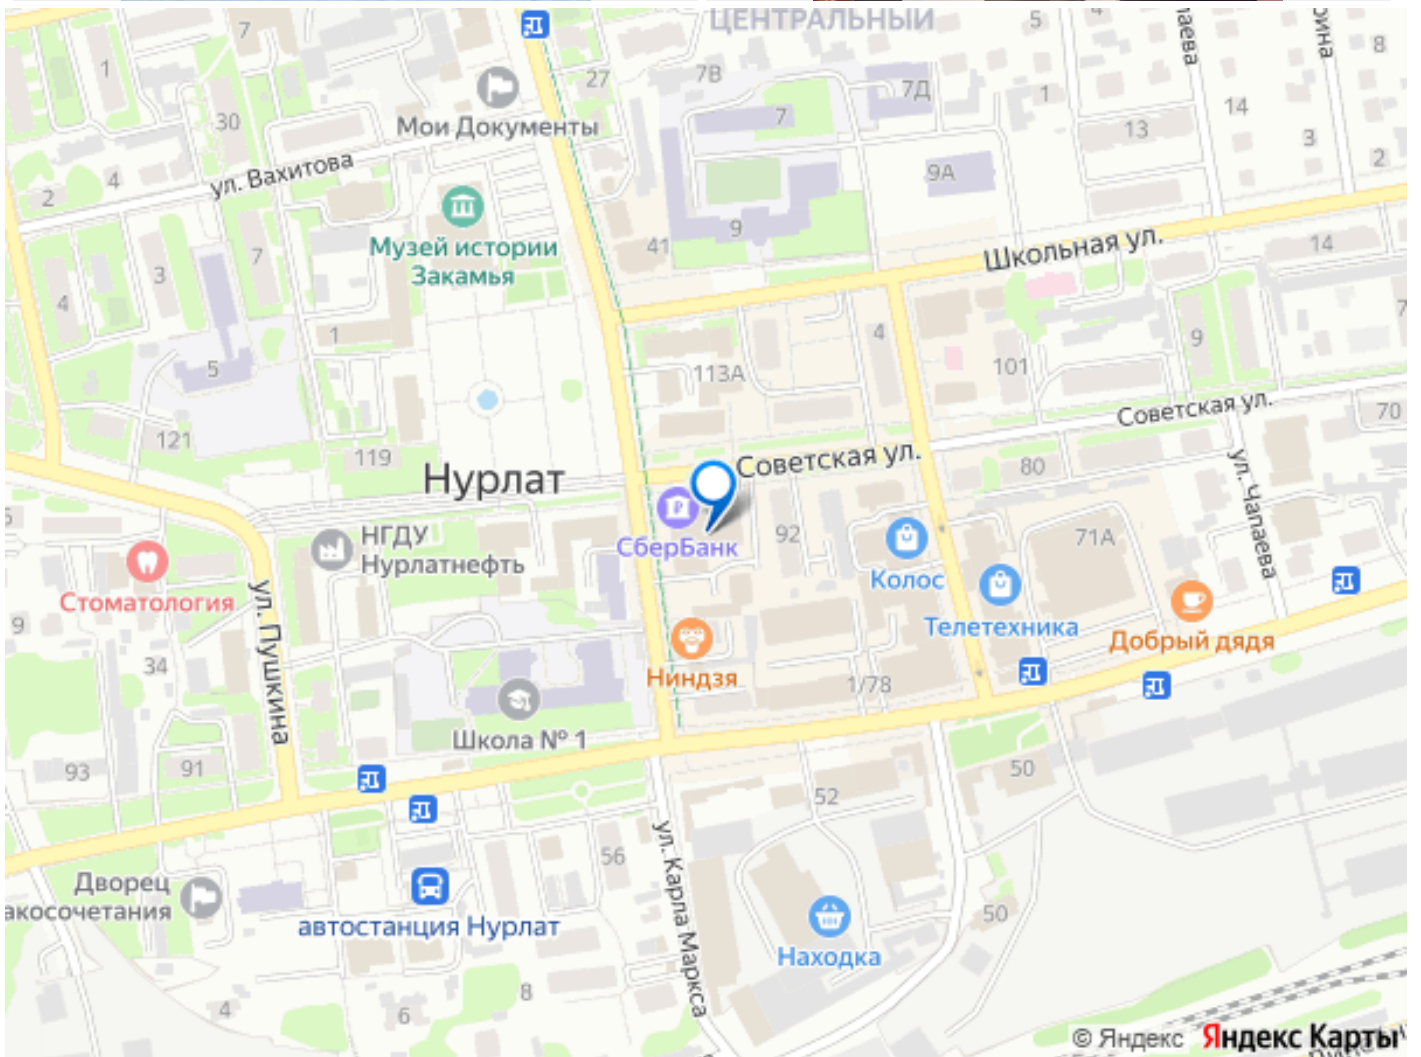 ЦЕНТРАЛЬНЫЙ
7
5
4
8
1
27
7В
7Д
1
14
Мои Документы
30
7
13
3
2
ул. Вахитова
4
2
9А
Музей истории
Закамья
7
41
9
Школьная ул.
14
3
4
1
4
9
5
113А
101
Советская ул.
70
121
119
Нурлат
Советская ул.
80
ул. Чапаева
НГДУ
Нурлатнефть
СберБанк
92
71А
Колос
Стоматология
ул. Пушкина
9
34
Телетехника
Добрый дядя
Ниндзя
1/78
Школа № 1
93
91
50
52
56
ул. Карла Маркса
Дворец
акосочетания
автостанция Нурлат
50
Находка
8
4
6
© Яндекс Яндекс Карты